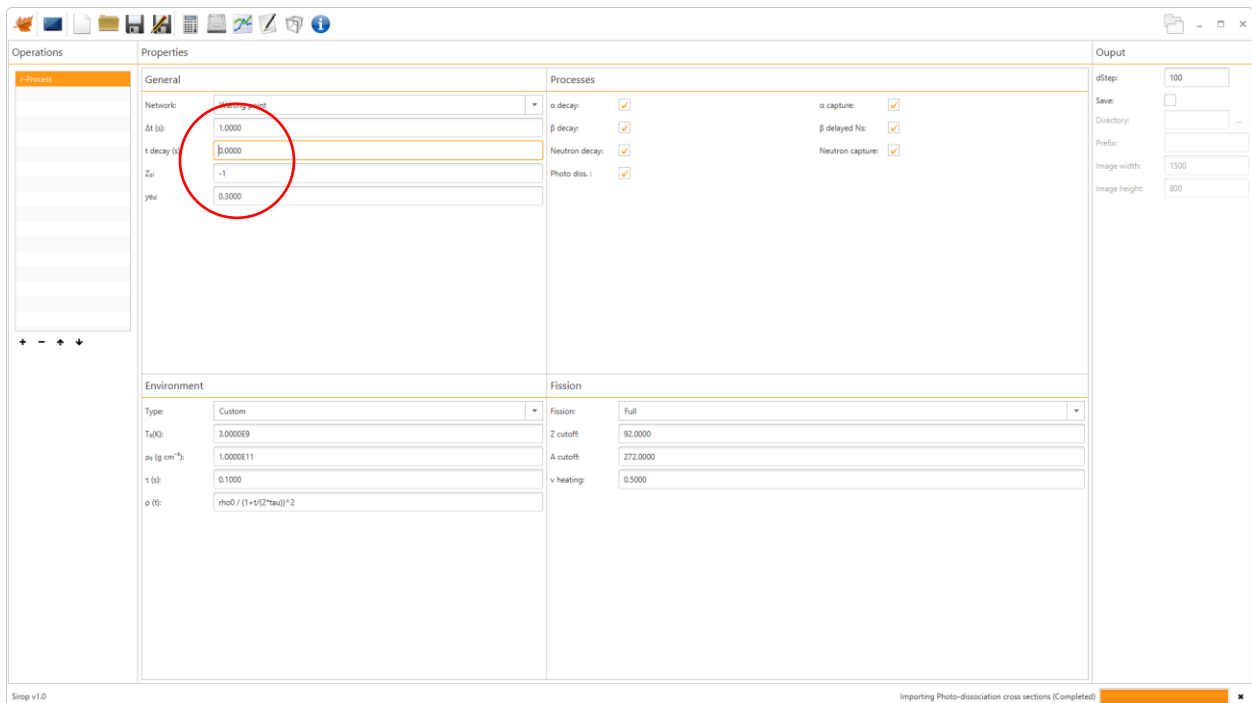 Operations
Properties
Ouput
r-Process
General
Processes
Network: Waiting point
Δt (s): 1.0000
t decay (s) 0.0000
Zₑ: -1
yeₛ: 0.3000
α decay:
α capture:
β decay:
β delayed Ns:
Neutron decay:
Neutron capture:
Photo diss. :
dStep: 100
Save:
Directory: ...
Prefix:
Image width: 1500
Image height: 800
+ -
Environment
Fission
Type: Custom
T₀(K): 3.0000E9
ρ₀ (g cm⁻³): 1.0000E11
τ (s): 0.1000
ρ (t): rho0 / (1+t/(2*tau))^2
Fission: Full
Z cutoff: 92.0000
A cutoff: 272.0000
ν heating: 0.5000
Sirop v1.0
Importing Photo-dissociation cross sections (Completed)